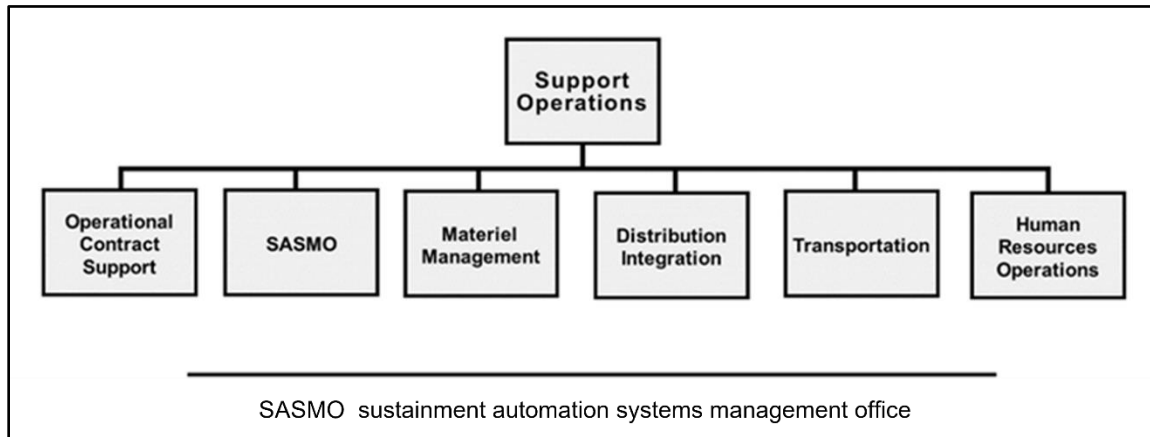 Support
Operations
Operational
Contract
Support
SASMO
Materiel
Management
Distribution
Integration
Transportation
Human
Resources
Operations
SASMO sustainment automation systems management office